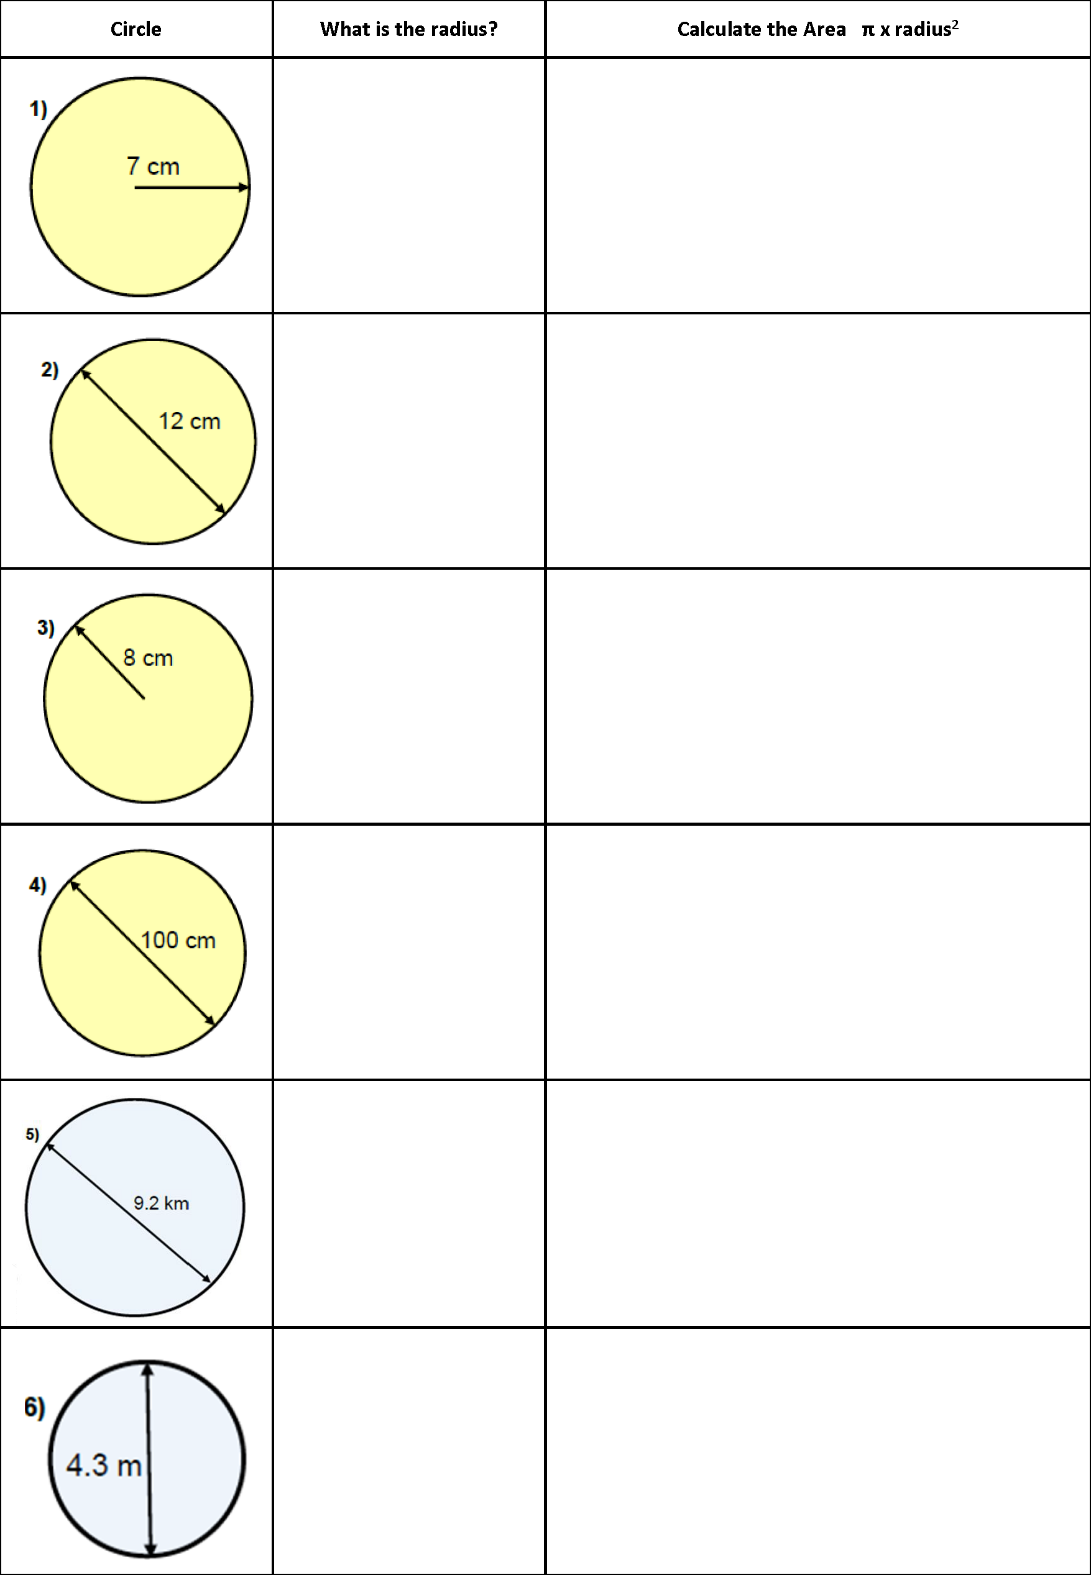 Circle What is the radius? Calculate the Area π x radius²
1)
7 cm
2)
12 cm
3)
8 cm
4)
100 cm
5)
9.2 km
6)
4.3 m